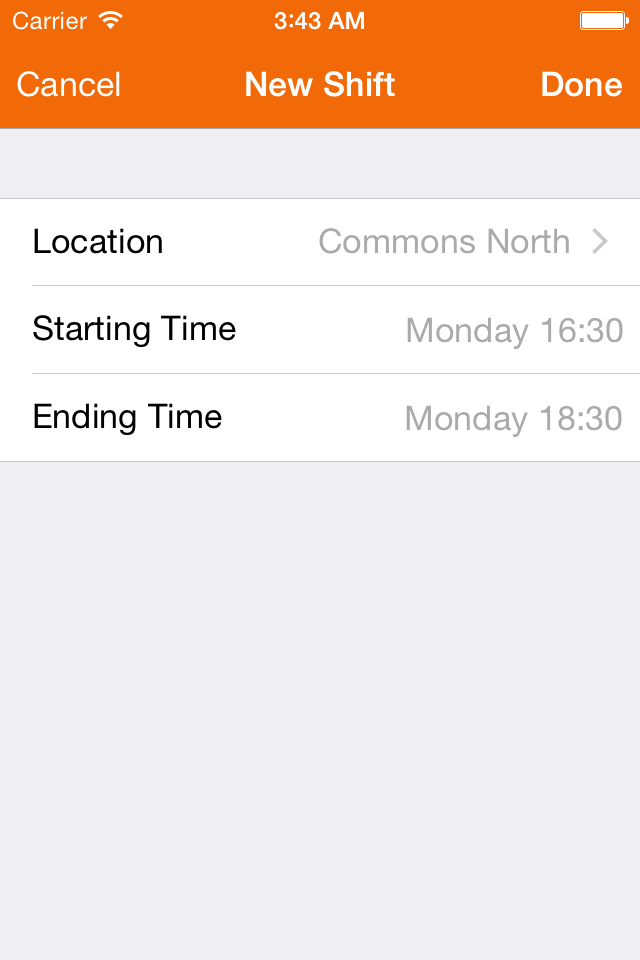 Carrier 3:43 AM
Cancel New Shift Done
Location Commons North
Starting Time Monday 16:30
Ending Time Monday 18:30